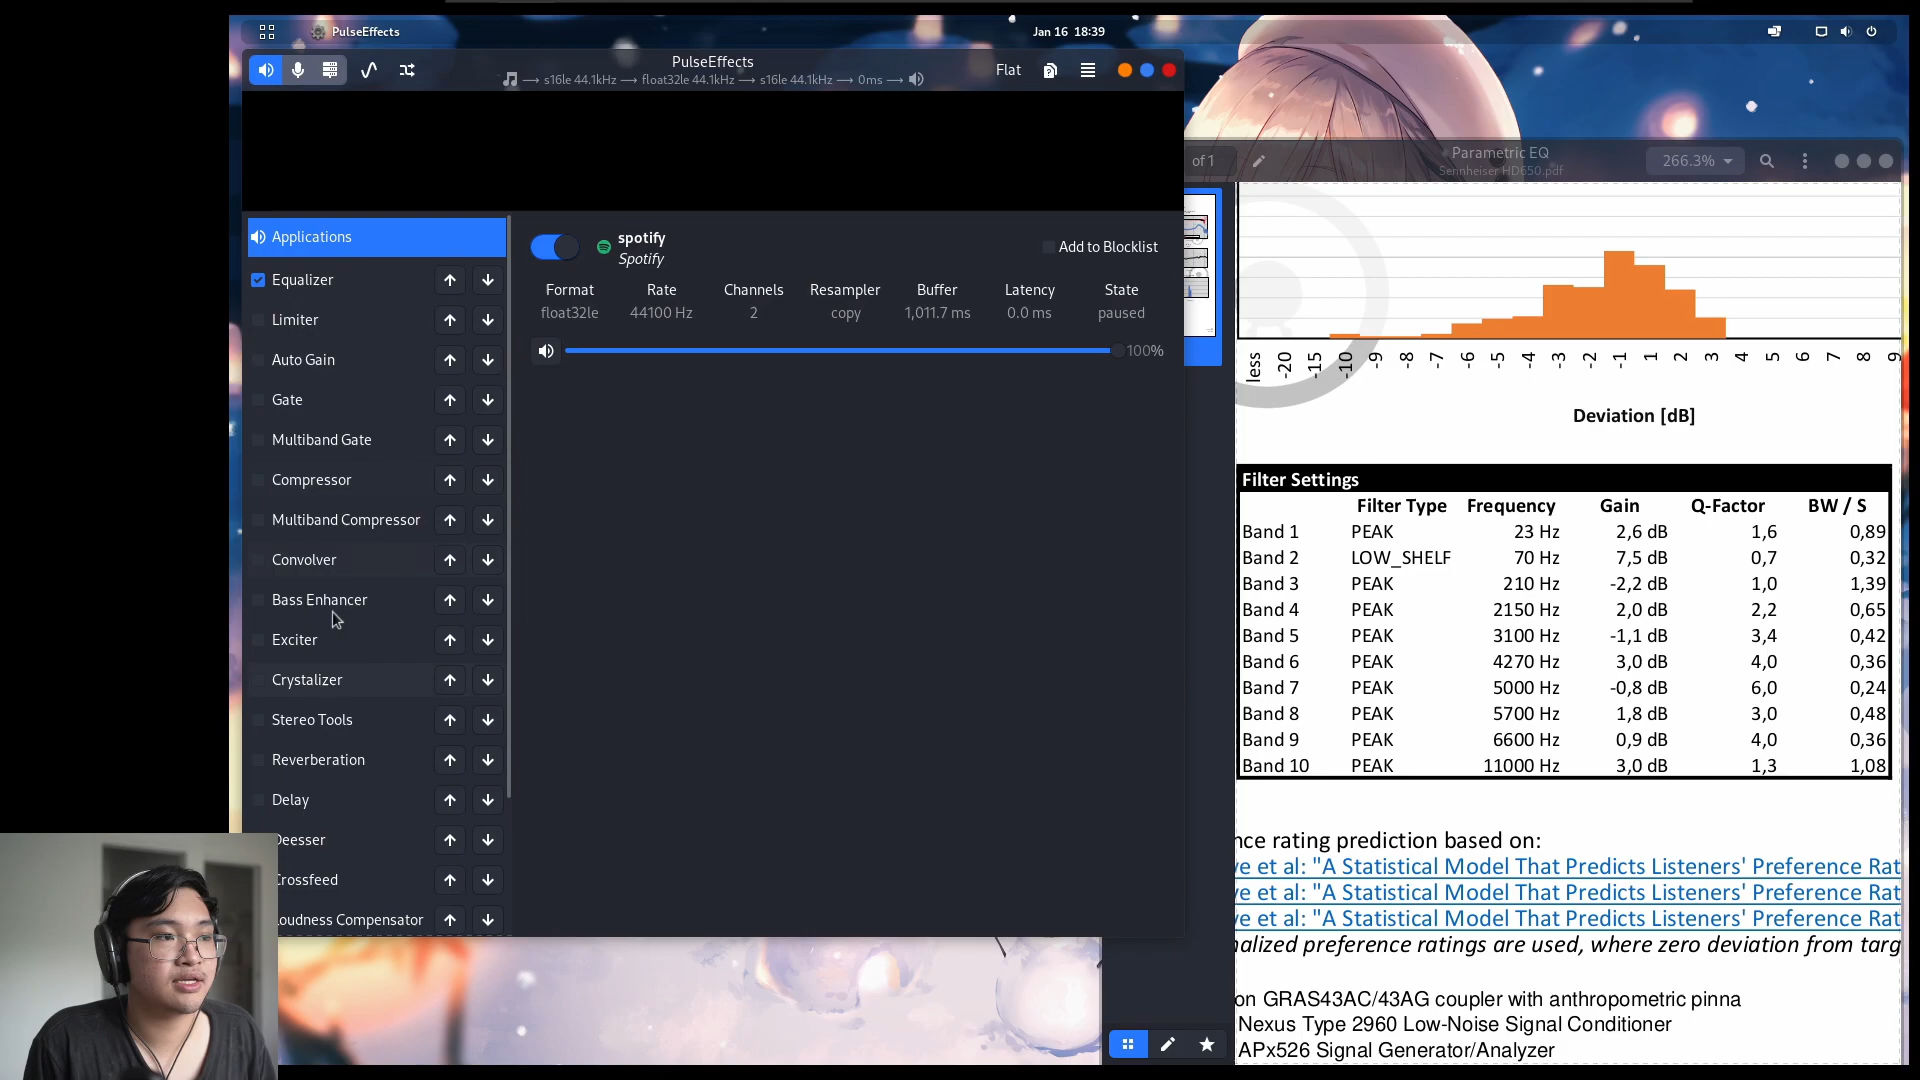 PulseEffects
Jan 16 18:39
PulseEffects
s16le 44.1kHz ⟶ float32le 44.1kHz ⟶ s16le 44.1kHz ⟶ 0ms ⟶
Flat
Applications
Equalizer
Limiter
Auto Gain
Gate
Multiband Gate
Compressor
Multiband Compressor
Convolver
Bass Enhancer
Exciter
Crystalizer
Stereo Tools
Reverberation
Delay
Deesser
Crossfeed
Loudness Compensator
spotify
Spotify
Add to Blocklist
Format Rate Channels Resampler Buffer Latency State
float32le 44100 Hz 2 copy 1,011.7 ms 0.0 ms paused
100%
of 1
Parametric EQ
Sennheiser HD650.pdf
266.3%
less -20 -15 -10 -9 -8 -7 -6 -5 -4 -3 -2 -1 1 2 3 4 5 6 7 8 9
Deviation [dB]
Filter Settings
Filter Type Frequency Gain Q-Factor BW / S
Band 1 PEAK 23 Hz 2,6 dB 1,6 0,89
Band 2 LOW_SHELF 70 Hz 7,5 dB 0,7 0,32
Band 3 PEAK 210 Hz -2,2 dB 1,0 1,39
Band 4 PEAK 2150 Hz 2,0 dB 2,2 0,65
Band 5 PEAK 3100 Hz -1,1 dB 3,4 0,42
Band 6 PEAK 4270 Hz 3,0 dB 4,0 0,36
Band 7 PEAK 5000 Hz -0,8 dB 6,0 0,24
Band 8 PEAK 5700 Hz 1,8 dB 3,0 0,48
Band 9 PEAK 6600 Hz 0,9 dB 4,0 0,36
Band 10 PEAK 11000 Hz 3,0 dB 1,3 1,08
nce rating prediction based on:
ve et al: "A Statistical Model That Predicts Listeners' Preference Rat
ve et al: "A Statistical Model That Predicts Listeners' Preference Rat
ve et al: "A Statistical Model That Predicts Listeners' Preference Rat
nalized preference ratings are used, where zero deviation from targ
on GRAS43AC/43AG coupler with anthropometric pinna
Nexus Type 2960 Low-Noise Signal Conditioner
APx526 Signal Generator/Analyzer